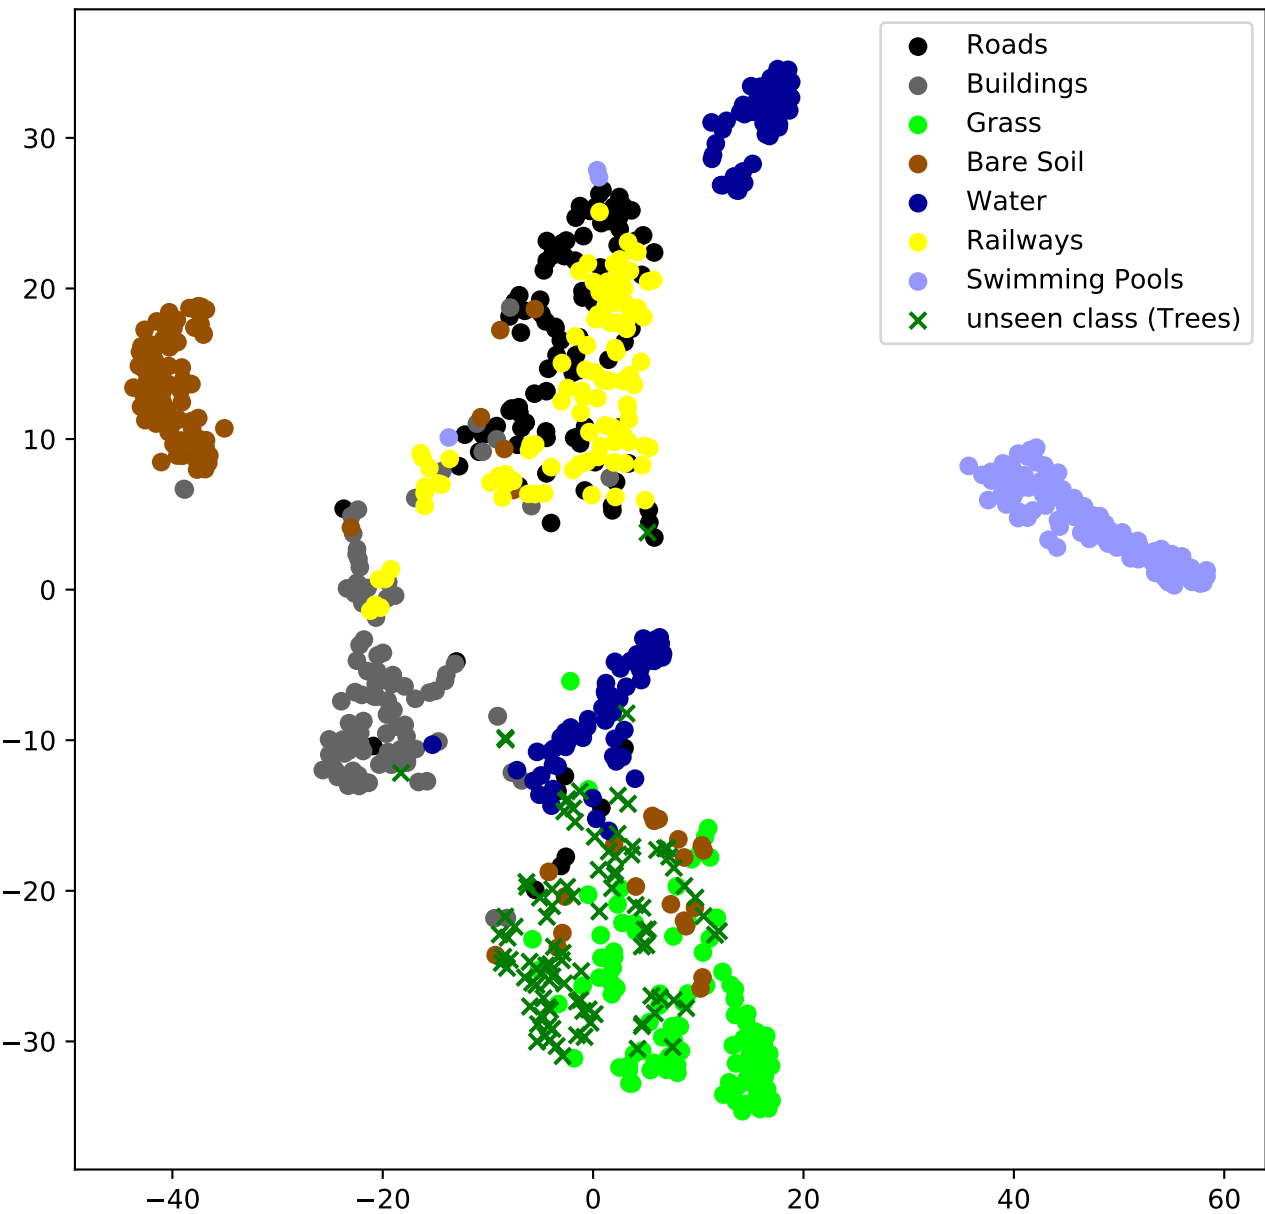 Roads
Buildings
Grass
Bare Soil
Water
Railways
Swimming Pools
unseen class (Trees)
30
20
10
0
−10
−20
−30
−40 −20 0 20 40 60